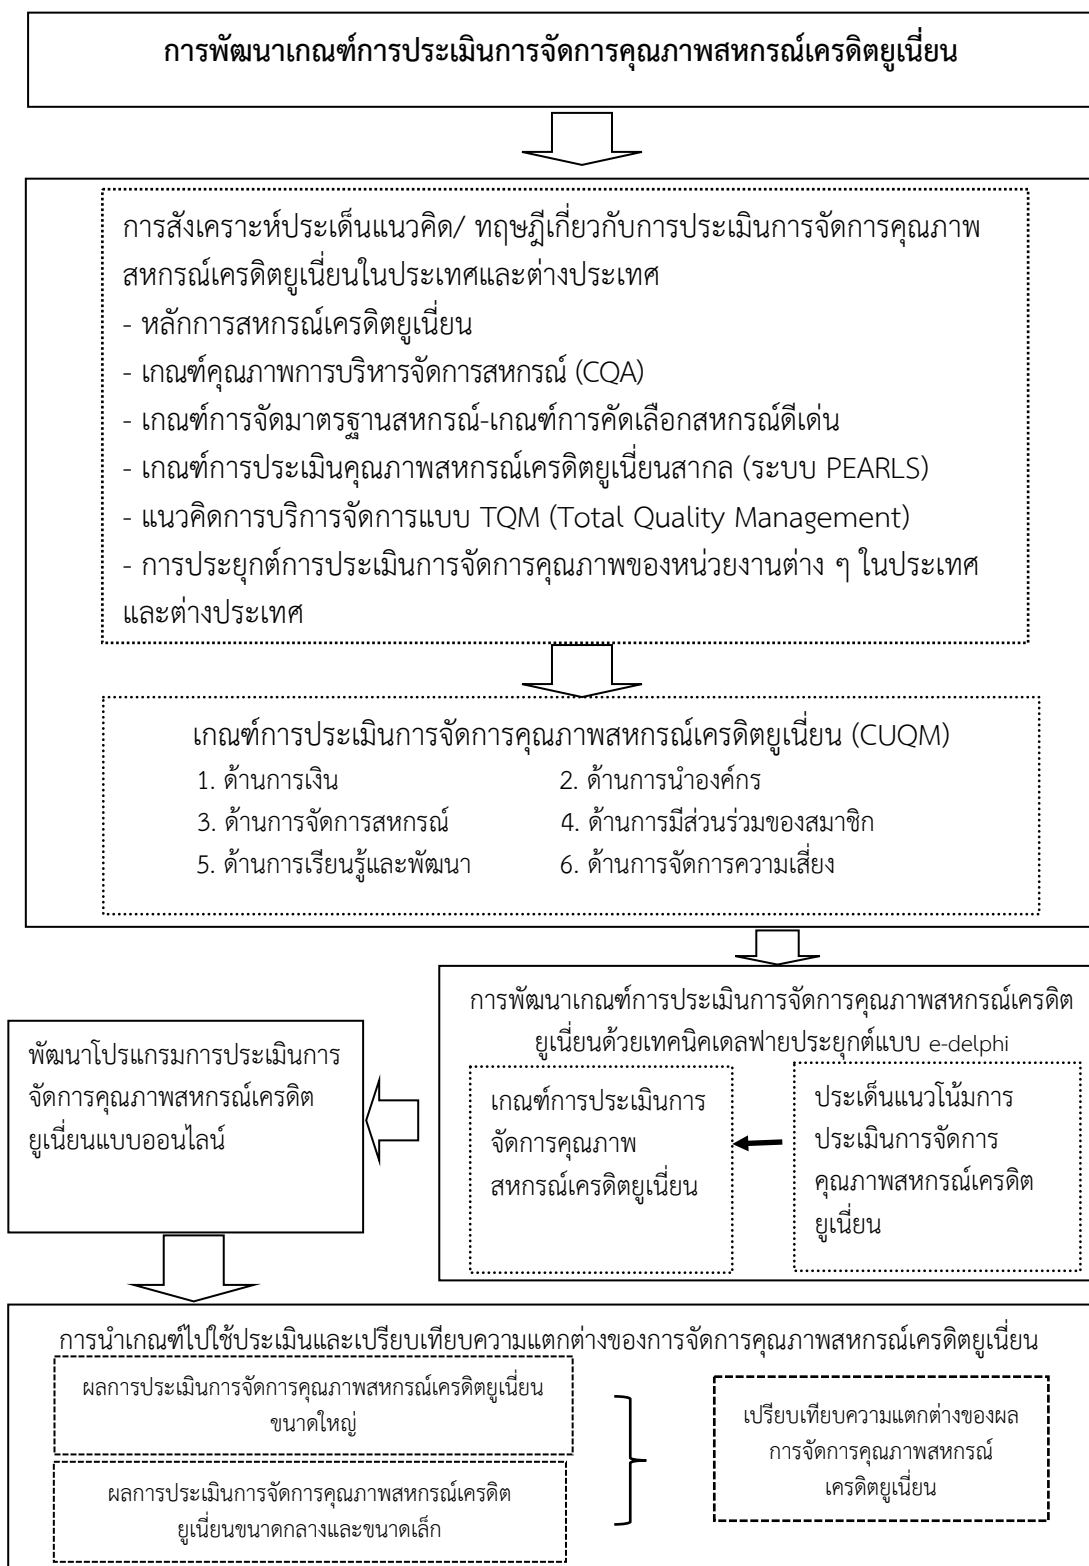 การพัฒนาเกณฑ์การประเมินการจัดการคุณภาพสหกรณ์เครดิตยูเนี่ยน
การสังเคราะห์ประเด็นแนวคิด/ ทฤษฎีเกี่ยวกับการประเมินการจัดการคุณภาพ
สหกรณ์เครดิตยูเนี่ยนในประเทศและต่างประเทศ
- หลักการสหกรณ์เครดิตยูเนี่ยน
- เกณฑ์คุณภาพการบริหารจัดการสหกรณ์ (CQA)
- เกณฑ์การจัดมาตรฐานสหกรณ์-เกณฑ์การคัดเลือกสหกรณ์ดีเด่น
- เกณฑ์การประเมินคุณภาพสหกรณ์เครดิตยูเนี่ยนสากล (ระบบ PEARLS)
- แนวคิดการบริการจัดการแบบ TQM (Total Quality Management)
- การประยุกต์การประเมินการจัดการคุณภาพของหน่วยงานต่าง ๆ ในประเทศ
และต่างประเทศ
เกณฑ์การประเมินการจัดการคุณภาพสหกรณ์เครดิตยูเนี่ยน (CUQM)
1. ด้านการเงิน 2. ด้านการนำองค์กร
3. ด้านการจัดการสหกรณ์ 4. ด้านการมีส่วนร่วมของสมาชิก
5. ด้านการเรียนรู้และพัฒนา 6. ด้านการจัดการความเสี่ยง
การพัฒนาเกณฑ์การประเมินการจัดการคุณภาพสหกรณ์เครดิต
ยูเนี่ยนด้วยเทคนิคเดลฟายประยุกต์แบบ e-delphi
เกณฑ์การประเมินการ
จัดการคุณภาพ
สหกรณ์เครดิตยูเนี่ยน
ประเด็นแนวโน้มการ
ประเมินการจัดการ
คุณภาพสหกรณ์เครดิต
ยูเนี่ยน
พัฒนาโปรแกรมการประเมินการ
จัดการคุณภาพสหกรณ์เครดิต
ยูเนี่ยนแบบออนไลน์
การนำเกณฑ์ไปใช้ประเมินและเปรียบเทียบความแตกต่างของการจัดการคุณภาพสหกรณ์เครดิตยูเนี่ยน
ผลการประเมินการจัดการคุณภาพสหกรณ์เครดิตยูเนี่ยน
ขนาดใหญ่
ผลการประเมินการจัดการคุณภาพสหกรณ์เครดิต
ยูเนี่ยนขนาดกลางและขนาดเล็ก
เปรียบเทียบความแตกต่างของผล
การจัดการคุณภาพสหกรณ์
เครดิตยูเนี่ยน